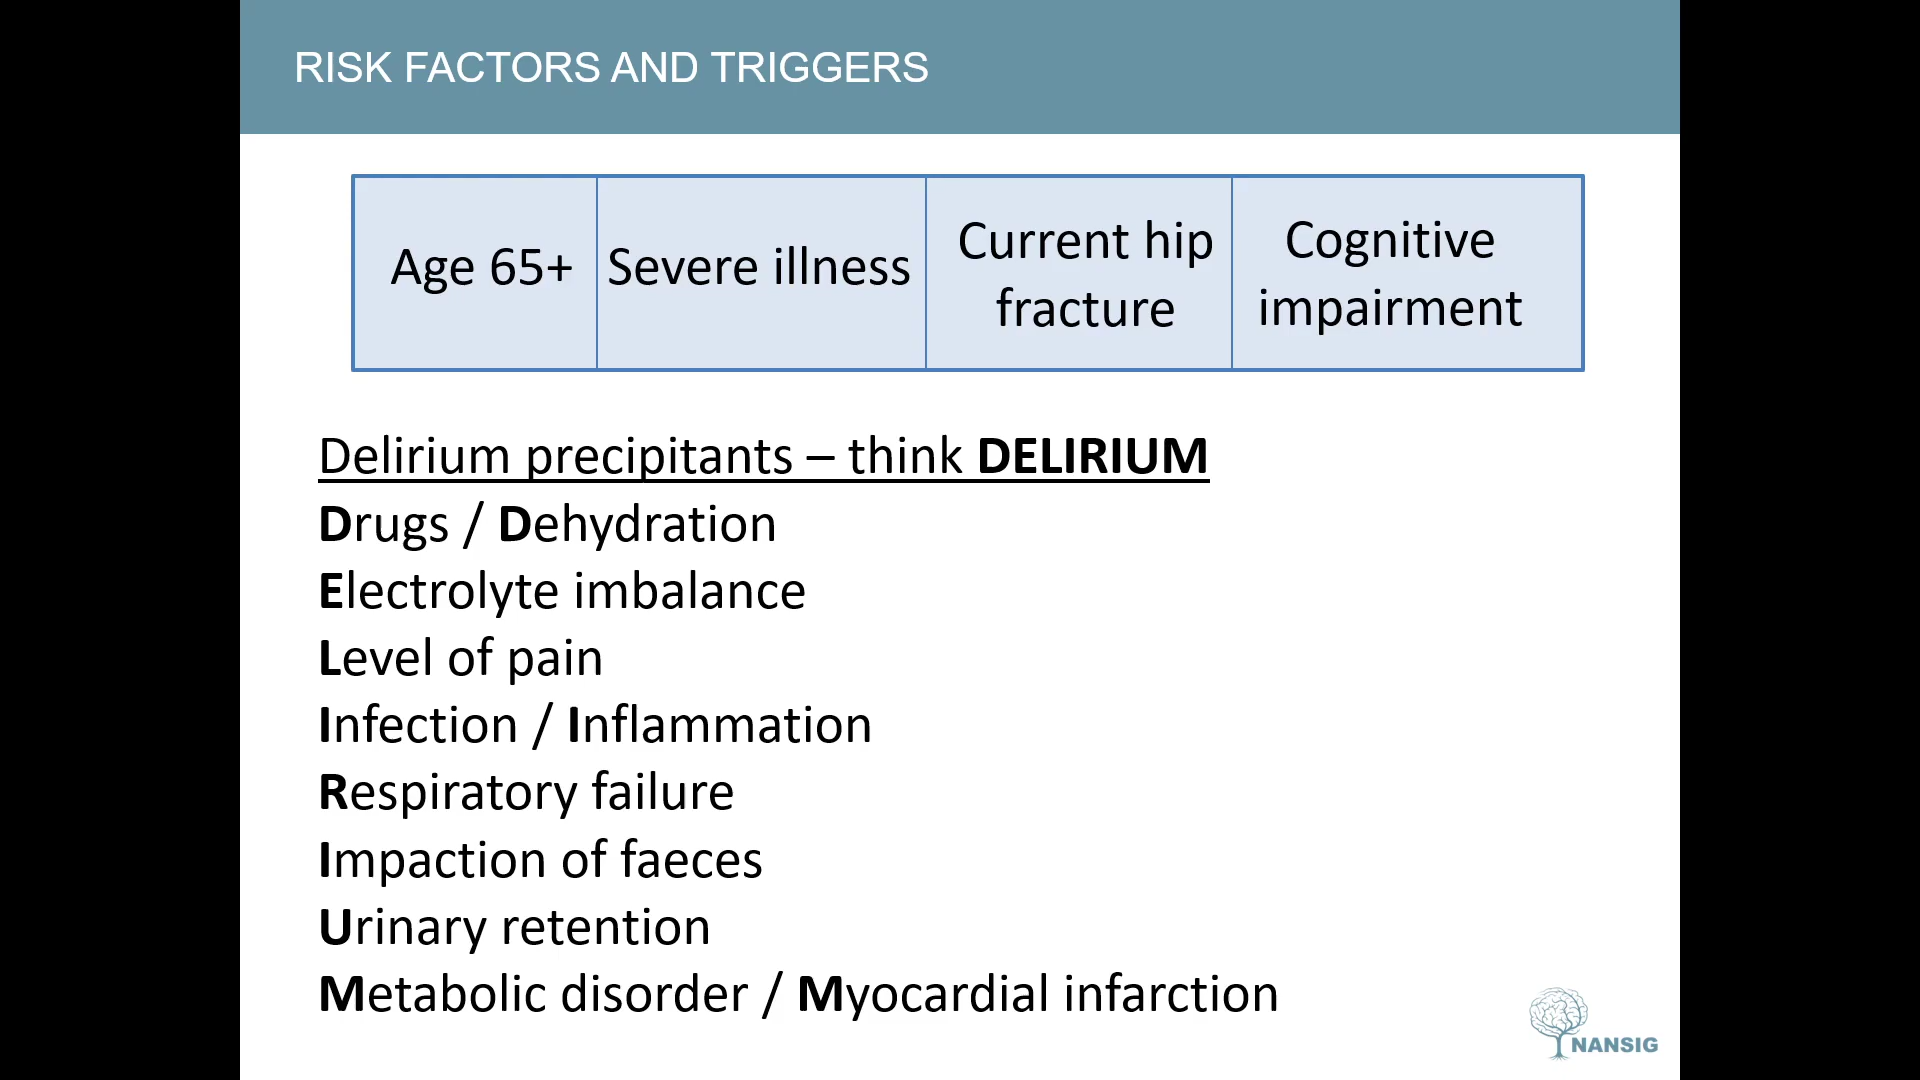 RISK FACTORS AND TRIGGERS
Age 65+
Severe illness
Current hip
fracture
Cognitive
impairment
Delirium precipitants – think DELIRIUM
Drugs / Dehydration
Electrolyte imbalance
Level of pain
Infection / Inflammation
Respiratory failure
Impaction of faeces
Urinary retention
Metabolic disorder / Myocardial infarction
NANSIG